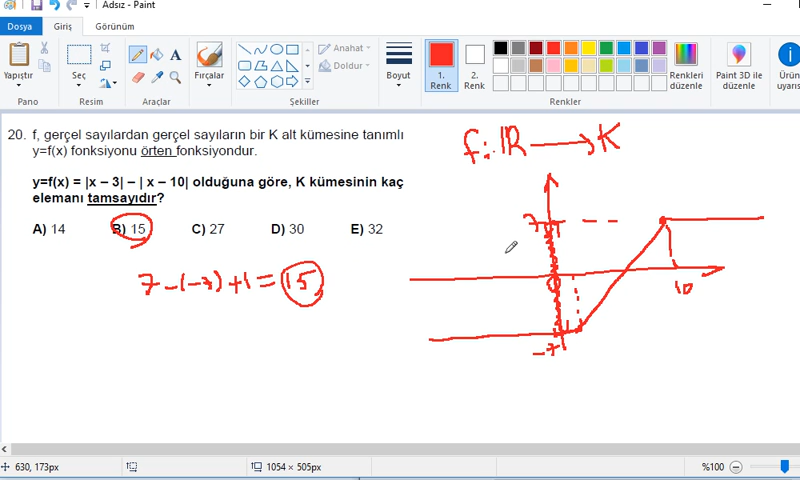 Adsız - Paint
Dosya
Giriş
Görünüm
Yapıştır
Seç
Fırçalar
Anahat
Doldur
Boyut
1.
Renk
2.
Renk
Renkleri
düzenle
Paint 3D ile
düzenle
Ürün
uyarıs
Pano
Resim
Araçlar
Şekiller
Renkler
20. f, gerçel sayılardan gerçel sayıların bir K alt kümesine tanımlı
y=f(x) fonksiyonu örten fonksiyondur.
y=f(x) = |x – 3| – | x – 10| olduğuna göre, K kümesinin kaç
elemanı tamsayıdır?
A) 14 B) 15 C) 27 D) 30 E) 32
7-(-7)+1=15
f: IR → K
7
10
-7
630, 173px
1054 × 505px
%100